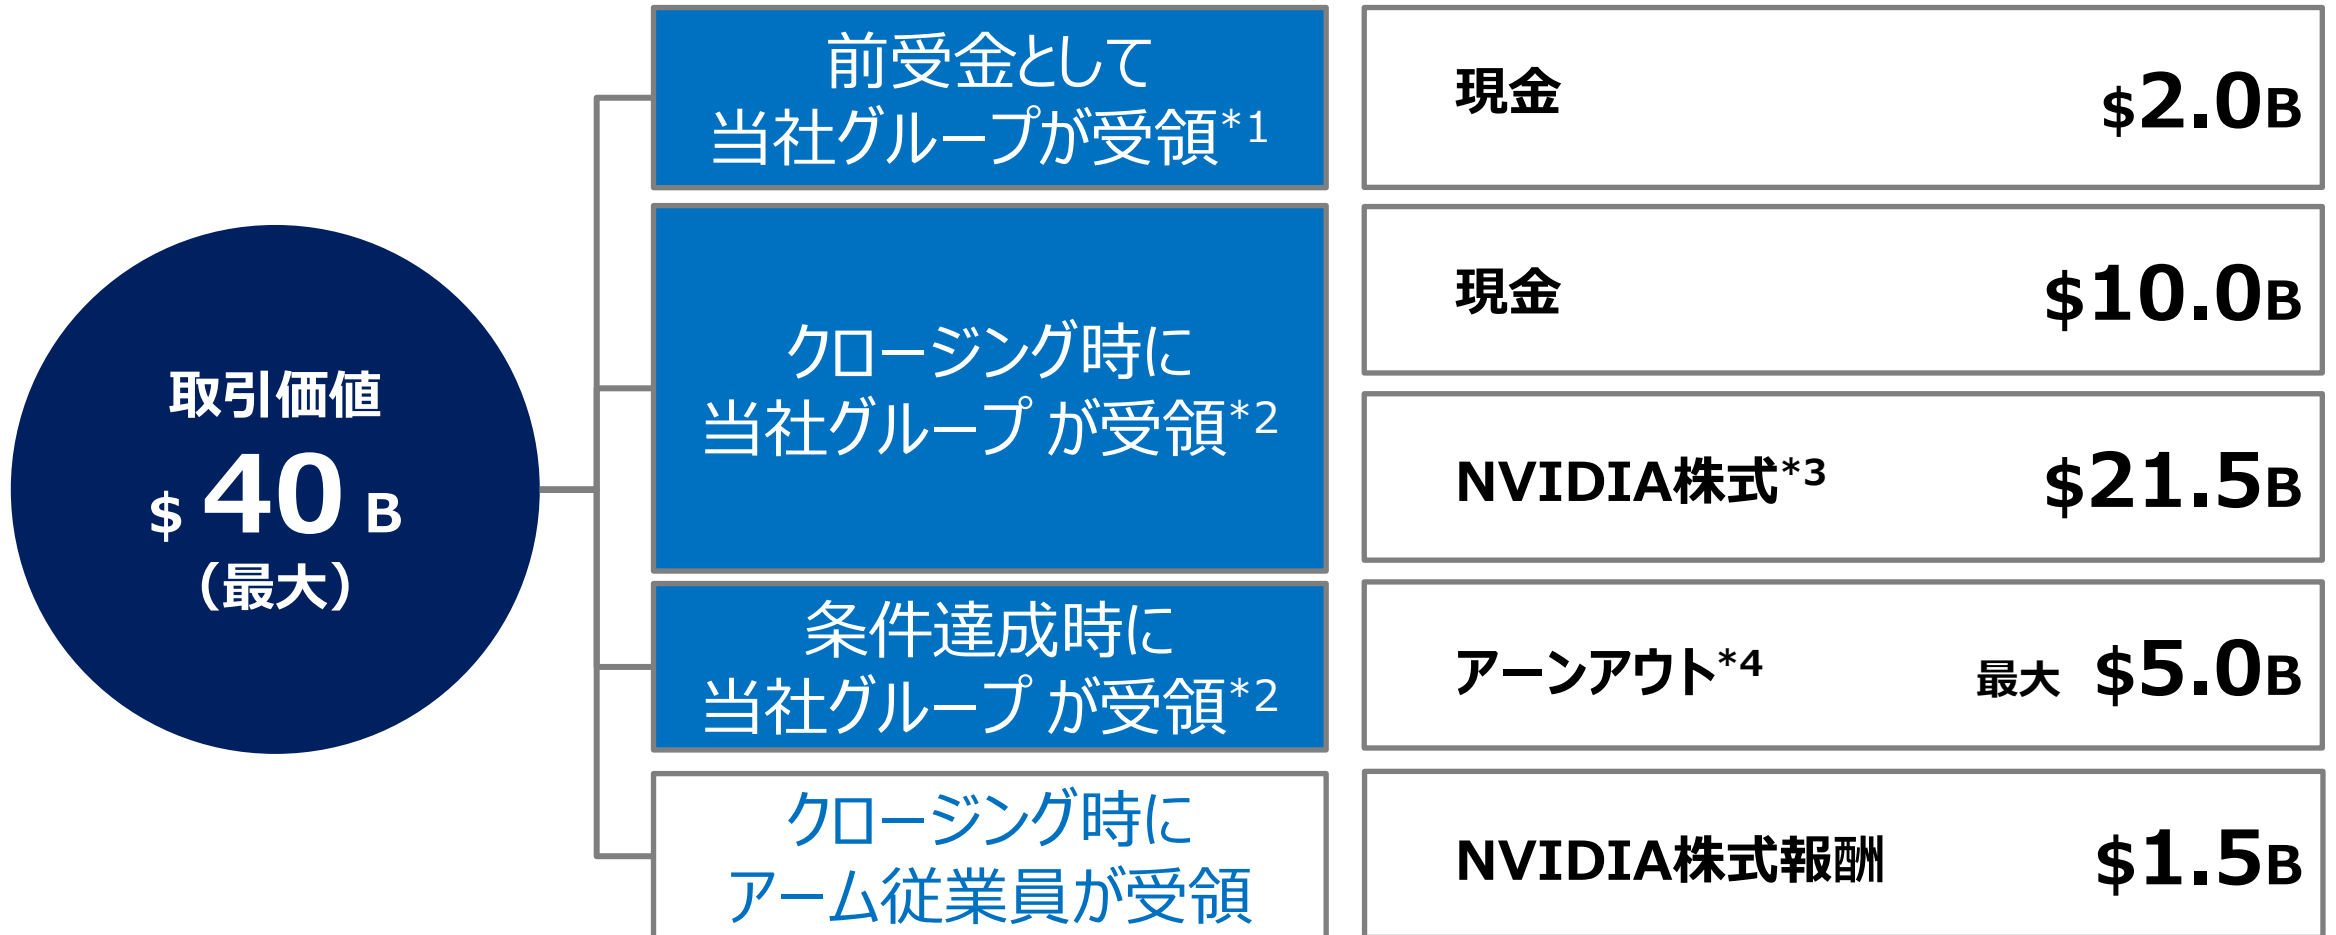 取引価値
$ 40 B
（最大）
前受金として
当社グループが受領*1
現金 $2.0B
クロージング時に
当社グループ が受領*2
現金 $10.0B
NVIDIA株式*3 $21.5B
条件達成時に
当社グループ が受領*2
アーンアウト*4 最大 $5.0B
クロージング時に
アーム従業員が受領
NVIDIA株式報酬 $1.5B